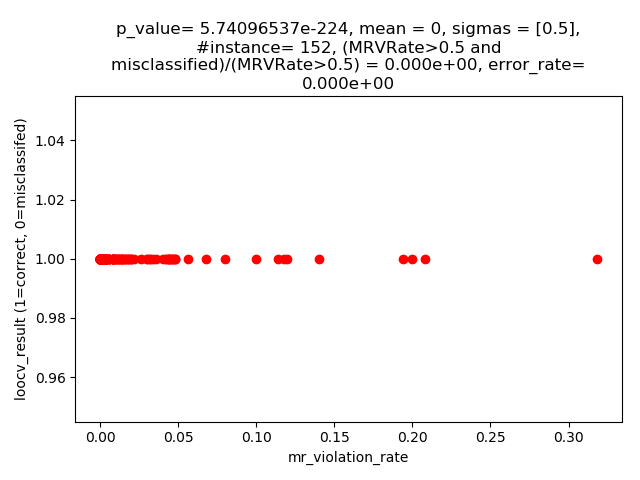 p_value= 5.74096537e-224, mean = 0, sigmas = [0.5],
#instance= 152, (MRVRate>0.5 and
misclassified)/(MRVRate>0.5) = 0.000e+00, error_rate=
0.000e+00
1.04
1.02
1.00
0.98
0.96
loocv_result (1=correct, 0=misclassifed)
0.00 0.05 0.10 0.15 0.20 0.25 0.30
mr_violation_rate